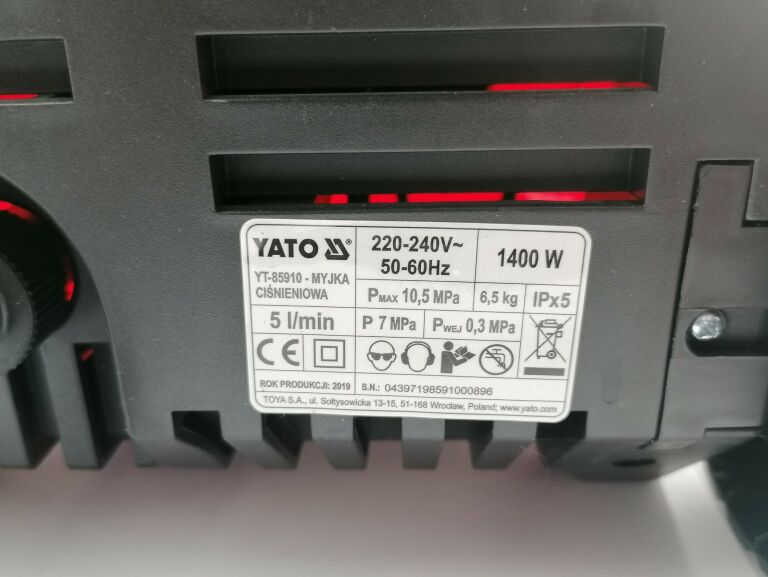 YATO ®
YT-85910 - MYJKA
CIŚNIENIOWA
220-240V~
50-60Hz
1400 W
PMAX 10,5 MPa
6,5 kg
IPx5
5 l/min
P 7 MPa
PWEJ 0,3 MPa
CE
ROK PRODUKCJI: 2019
S.N.: 04397198591000896
TOYA S.A., ul. Sołtysowicka 13-15, 51-168 Wrocław, Poland; www.yato.com